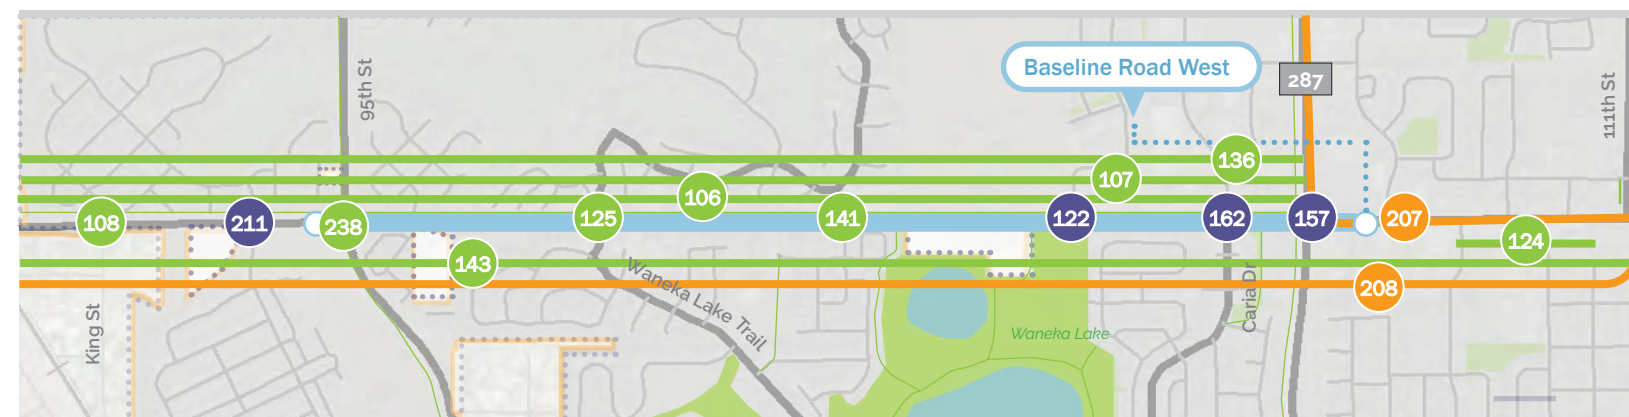 Baseline Road West
287
95th St
111th St
136
107
106
108
211
238
125
141
122
162
157
207
124
143
208
King St
Waneka Lake Trail
Waneka Lake
Caria Dr